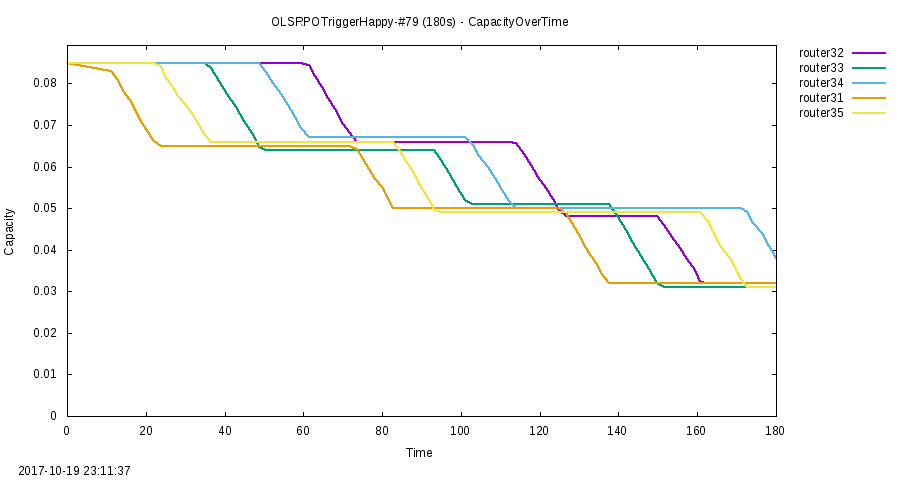 OLSRPOTriggerHappy-#79 (180s) - CapacityOverTime
router32
router33
router34
router31
router35
0.08
0.07
0.06
0.05
0.04
0.03
0.02
0.01
0
Capacity
0 20 40 60 80 100 120 140 160 180
Time
2017-10-19 23:11:37